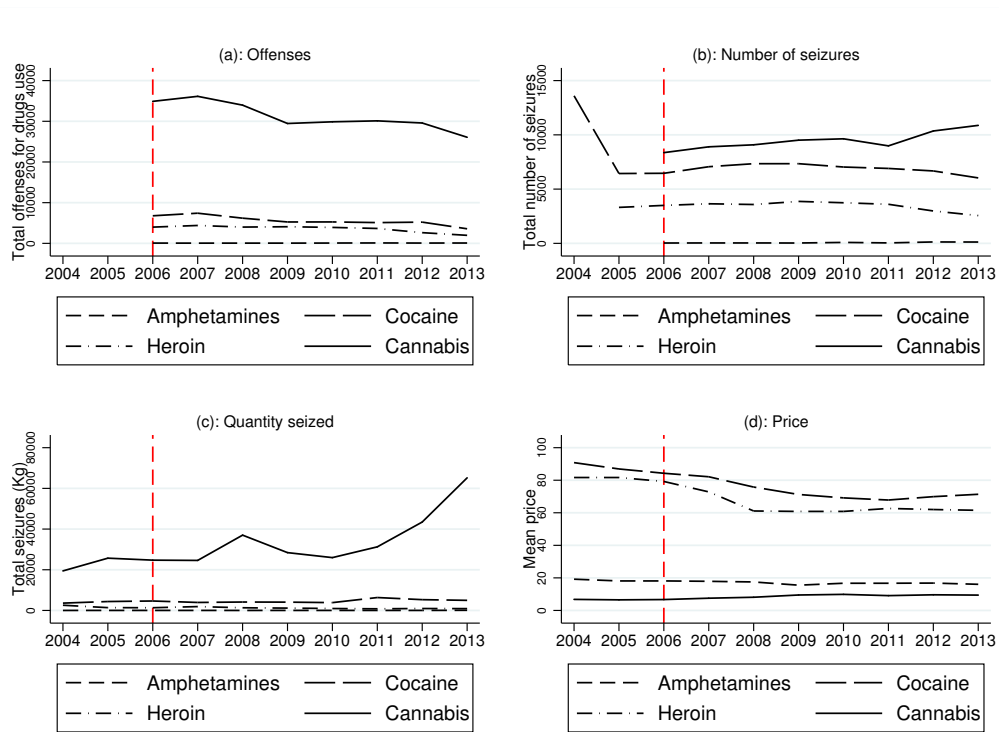 (a): Offenses
Total offenses for drugs use
0 10000 20000 30000 40000
2004 2005 2006 2007 2008 2009 2010 2011 2012 2013
Amphetamines Cocaine
Heroin Cannabis
(b): Number of seizures
Total number of seizures
0 5000 10000 15000
2004 2005 2006 2007 2008 2009 2010 2011 2012 2013
Amphetamines Cocaine
Heroin Cannabis
(c): Quantity seized
Total seizures (Kg)
0 20000 40000 60000 80000
2004 2005 2006 2007 2008 2009 2010 2011 2012 2013
Amphetamines Cocaine
Heroin Cannabis
(d): Price
Mean price
0 20 40 60 80 100
2004 2005 2006 2007 2008 2009 2010 2011 2012 2013
Amphetamines Cocaine
Heroin Cannabis